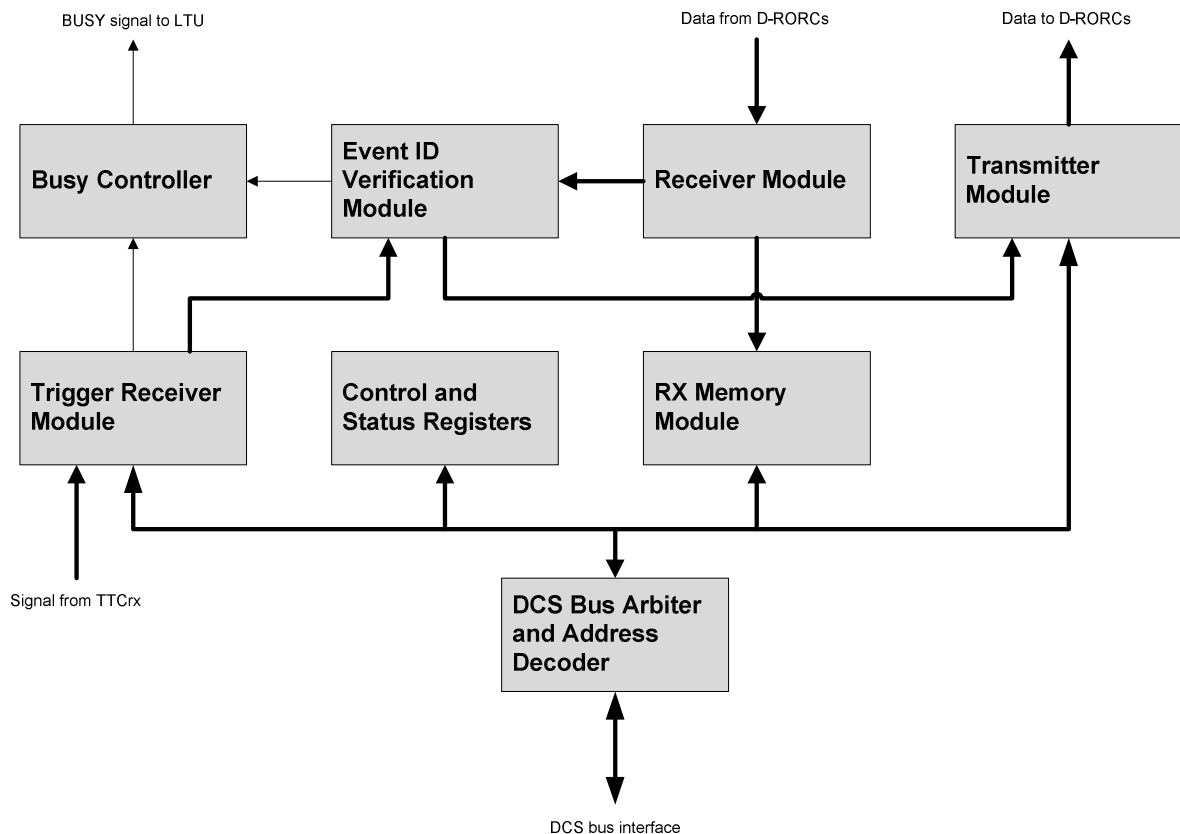 BUSY signal to LTU
Data from D-RORCs
Data to D-RORCs
Busy Controller
Event ID
Verification
Module
Receiver Module
Transmitter
Module
Trigger Receiver
Module
Control and
Status Registers
RX Memory
Module
Signal from TTCrx
DCS Bus Arbiter
and Address
Decoder
DCS bus interface